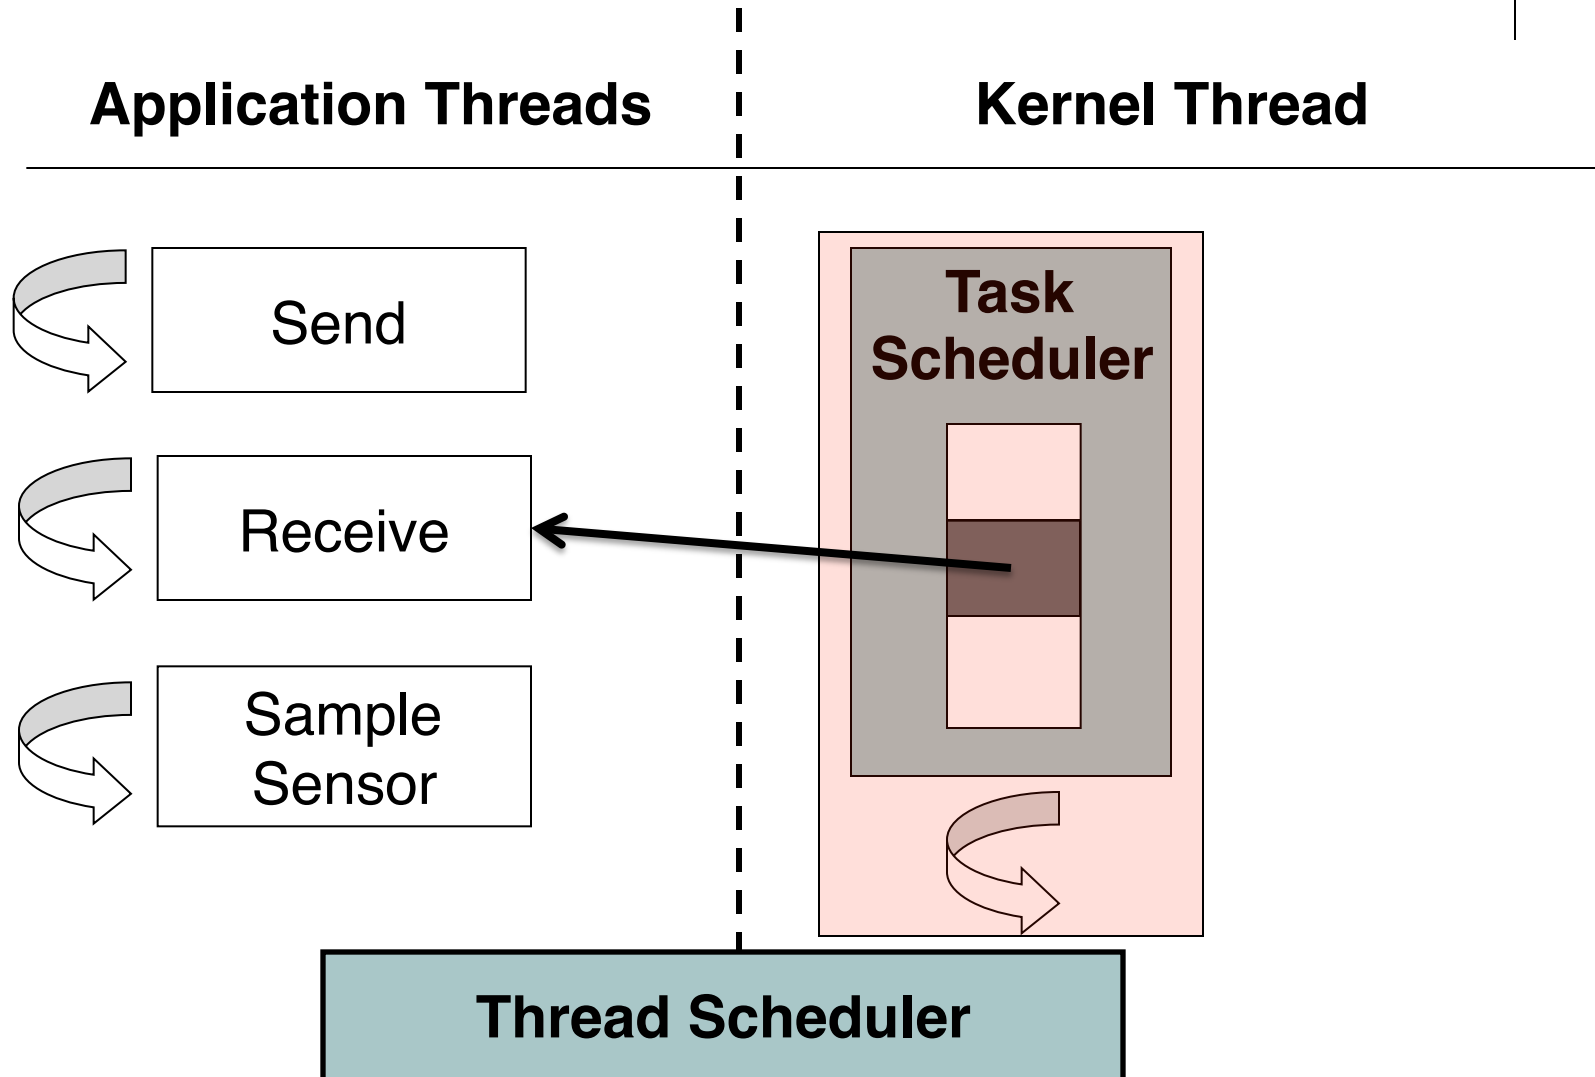 Application Threads
Kernel Thread
Send
Receive
Sample
Sensor
Task
Scheduler
Thread Scheduler